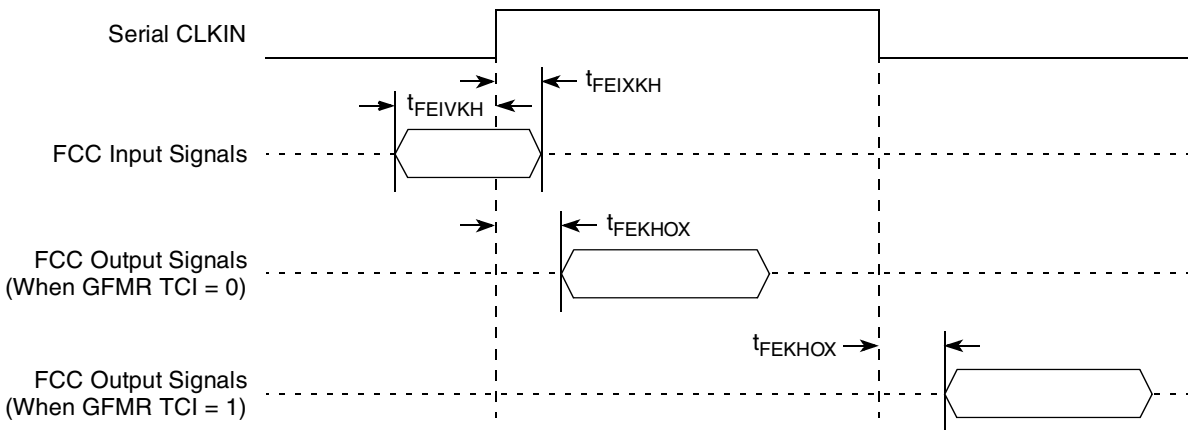 Serial CLKIN
tFEIXKH
tFEIVKH
FCC Input Signals
tFEKHOX
FCC Output Signals
(When GFMR TCI = 0)
tFEKHOX
FCC Output Signals
(When GFMR TCI = 1)